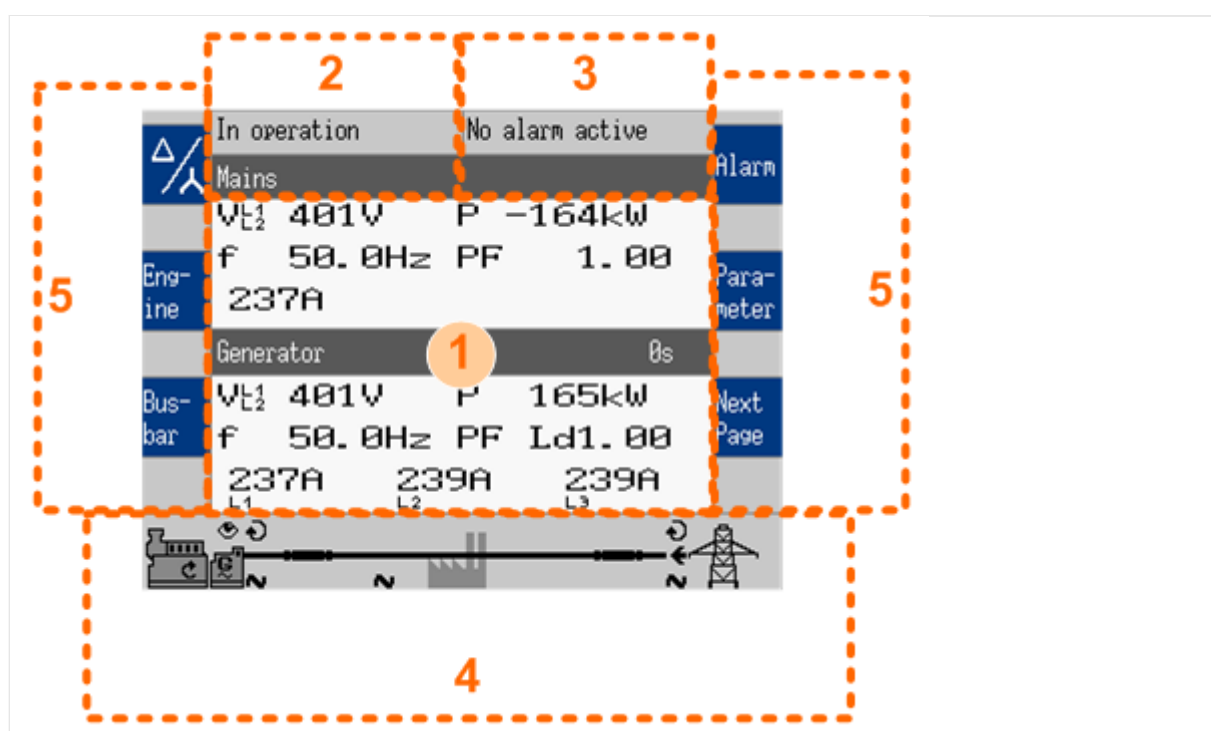 2 3
In operation No alarm active
Mains
Alarm
VL1L2 401V P -164kW
f 50.0Hz PF 1.00
237A
Eng-
ine
Para-
meter
5 5
Generator 1 0s
VL1L2 401V P 165kW
f 50.0Hz PF Ld1.00
237A 239A 239A
L1 L2 L3
Bus-
bar
Next
Page
G
4